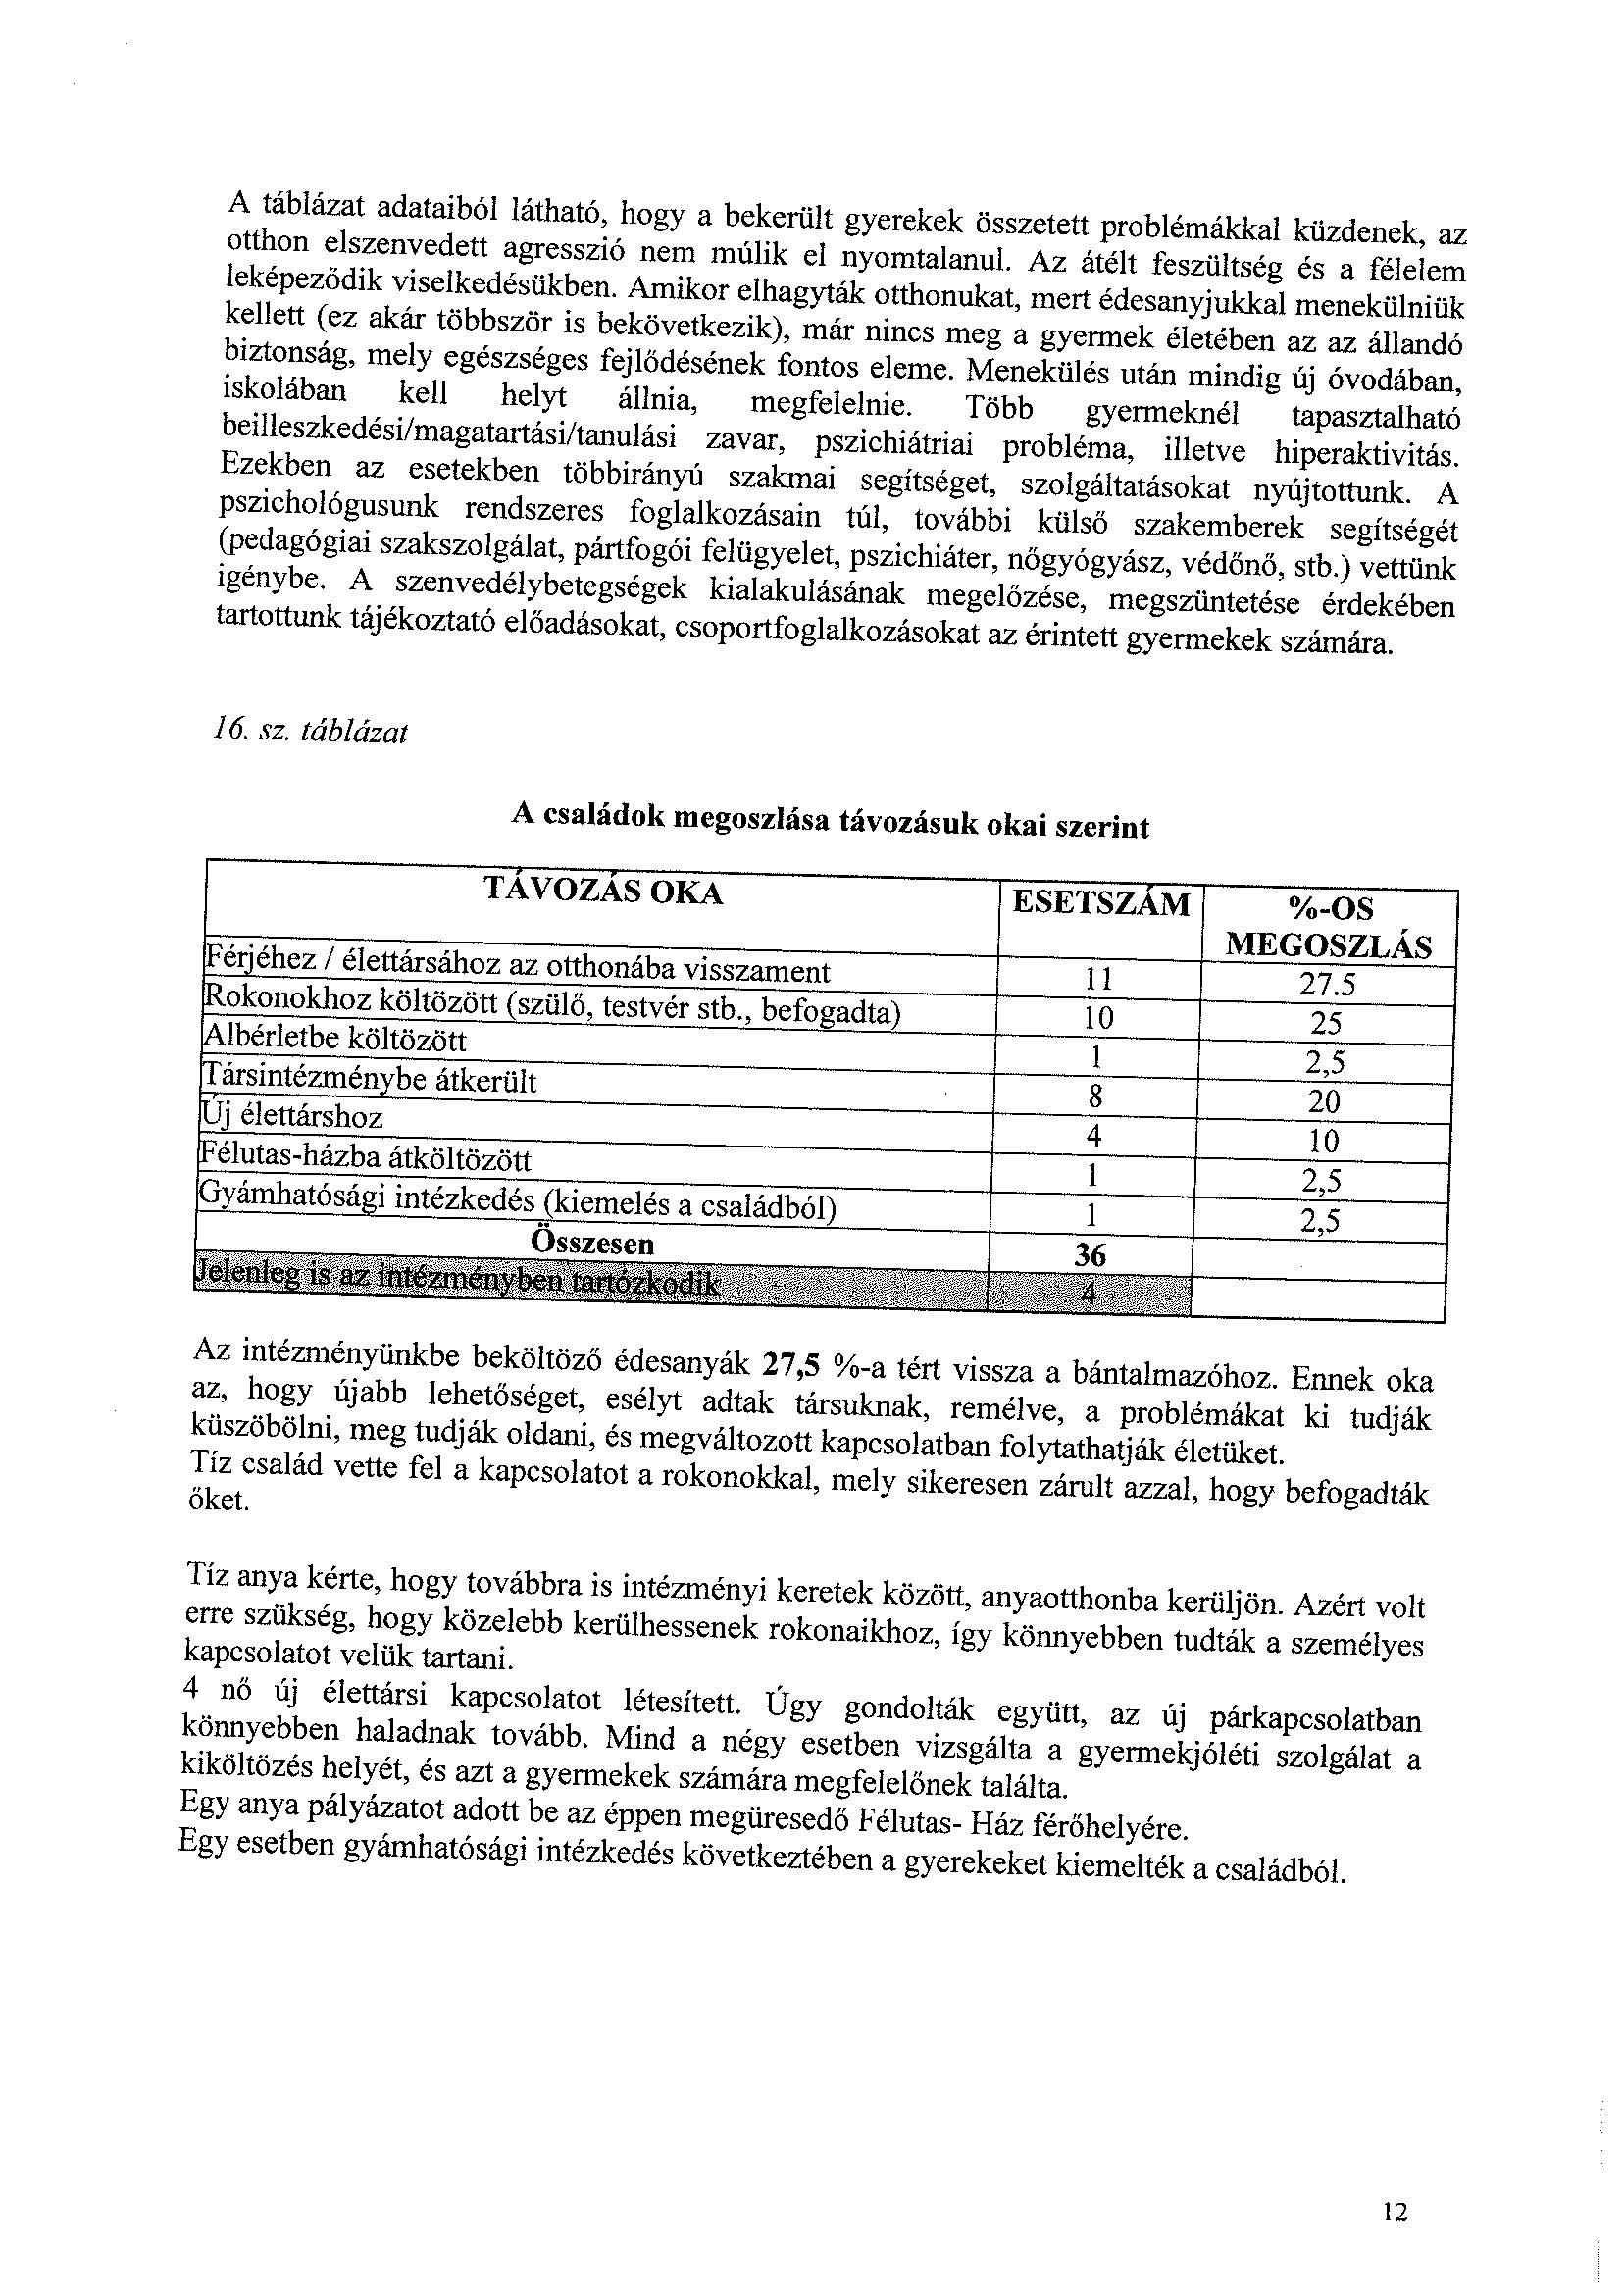 A táblázat adataiból látható, hogy a bekerült gyerekek összetett problémákkal küzdenek, az
otthon elszenvedett agresszió nem múlik el nyomtalanul. Az átélt feszültség és a félelem
leképeződik viselkedésükben. Amikor elhagyták otthonukat, mert édesanyjukkal menekülniük
kellett (ez akár többször is bekövetkezik), már nincs meg a gyermek életében az az állandó
biztonság, mely egészséges fejlődésének fontos eleme. Menekülés után mindig új óvodában,
iskolában kell helyt állnia, megfelelnie. Több gyermeknél tapasztalható
beilleszkedési/magatartási/tanulási zavar, pszichiátriai probléma, illetve hiperaktivitás.
Ezekben az esetekben többirányú szakmai segítséget, szolgáltatásokat nyújtottunk. A
pszichológusunk rendszeres foglalkozásain túl, további külső szakemberek segítségét
(pedagógiai szakszolgálat, pártfogói felügyelet, pszichiáter, nőgyógyász, védőnő, stb.) vettünk
igénybe. A szenvedélybetegségek kialakulásának megelőzése, megszüntetése érdekében
tartottunk tájékoztató előadásokat, csoportfoglalkozásokat az érintett gyermekek számára.
16. sz. táblázat
A családok megoszlása távozásuk okai szerint
TÁVOZÁS OKA ESETSZÁM %-OS
MEGOSZLÁS
Férjéhez / élettársához az otthonába visszament 11 27.5
Rokonokhoz költözött (szülő, testvér stb., befogadta) 10 25
Albérletbe költözött 1 2,5
Társintézménybe átkerült 8 20
Új élettárshoz 4 10
Félutas-házba átköltözött 1 2,5
Gyámhatósági intézkedés (kiemelés a családból) 1 2,5
Összesen 36
Jelenleg is az intézményben tartózkodik 4
Az intézményünkbe beköltöző édesanyák 27,5 %-a tért vissza a bántalmazóhoz. Ennek oka
az, hogy újabb lehetőséget, esélyt adtak társuknak, remélve, a problémákat ki tudják
küszöbölni, meg tudják oldani, és megváltozott kapcsolatban folytathatják életüket.
Tíz család vette fel a kapcsolatot a rokonokkal, mely sikeresen zárult azzal, hogy befogadták
őket.
Tíz anya kérte, hogy továbbra is intézményi keretek között, anyaotthonba kerüljön. Azért volt
erre szükség, hogy közelebb kerülhessenek rokonaikhoz, így könnyebben tudták a személyes
kapcsolatot velük tartani.
4 nő új élettársi kapcsolatot létesített. Úgy gondolták együtt, az új párkapcsolatban
könnyebben haladnak tovább. Mind a négy esetben vizsgálta a gyermekjóléti szolgálat a
kiköltözés helyét, és azt a gyermekek számára megfelelőnek találta.
Egy anya pályázatot adott be az éppen megüresedő Félutas- Ház férőhelyére.
Egy esetben gyámhatósági intézkedés következtében a gyerekeket kiemelték a családból.
12